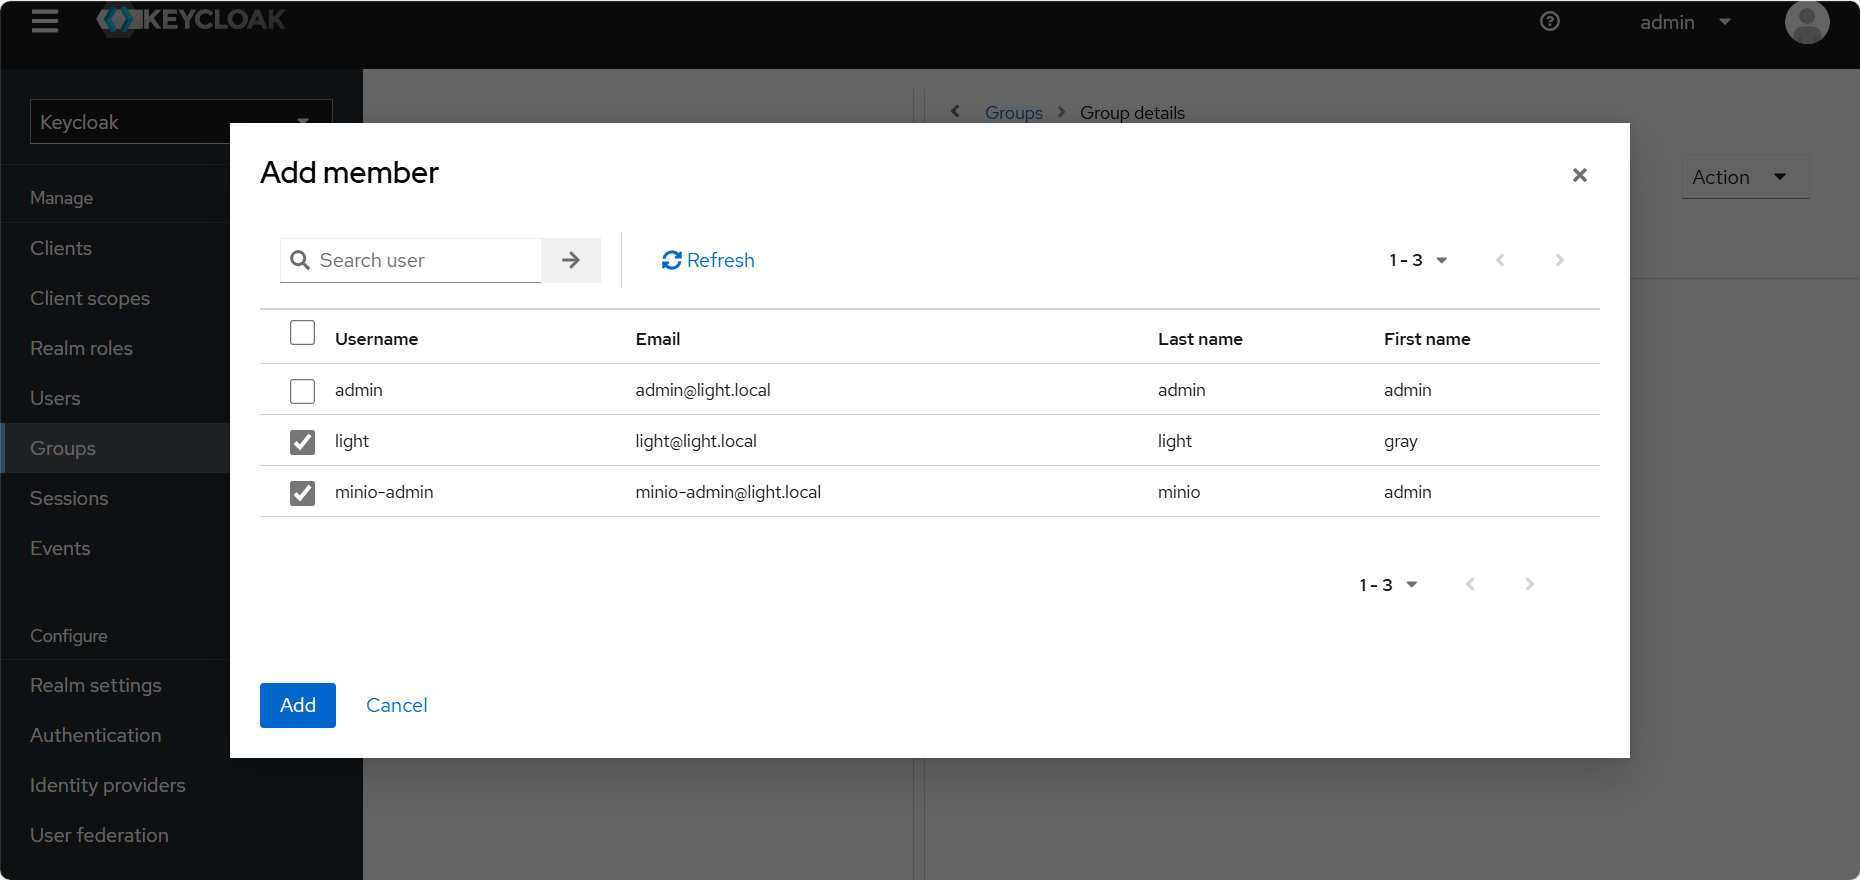 KEYCLOAK
admin
Keycloak
Groups
Group details
Action
Manage
Clients
Client scopes
Realm roles
Users
Groups
Sessions
Events
Configure
Realm settings
Authentication
Identity providers
User federation
Add member
Search user
Refresh
1 - 3
Username Email Last name First name
admin admin@light.local admin admin
light light@light.local light gray
minio-admin minio-admin@light.local minio admin
1 - 3
Add Cancel